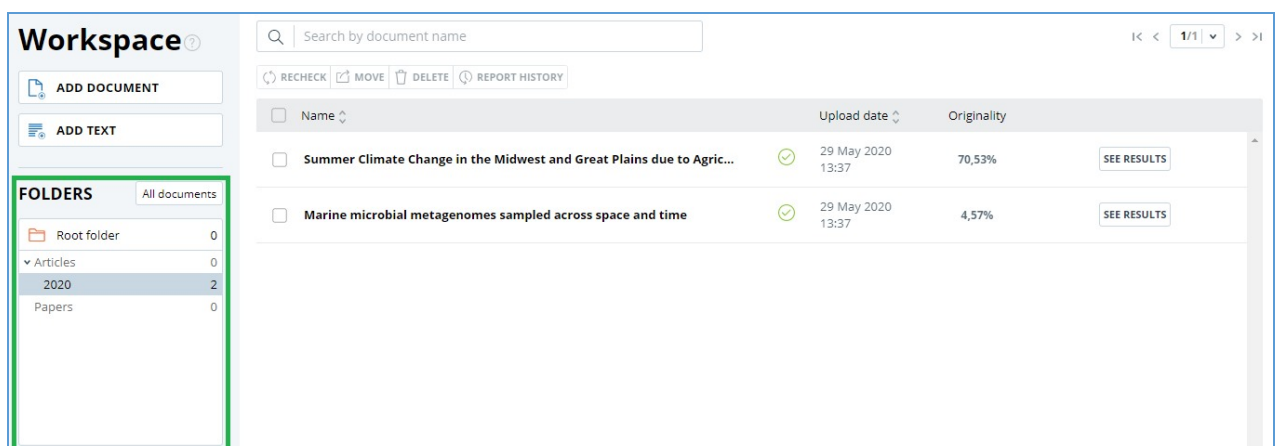 Workspace
ADD DOCUMENT
ADD TEXT
FOLDERS All documents
Root folder 0
Articles 0
2020 2
Papers 0
Search by document name
1/1
RECHECK MOVE DELETE REPORT HISTORY
Name Upload date Originality
Summer Climate Change in the Midwest and Great Plains due to Agric... 29 May 2020 13:37 70,53% SEE RESULTS
Marine microbial metagenomes sampled across space and time 29 May 2020 13:37 4,57% SEE RESULTS